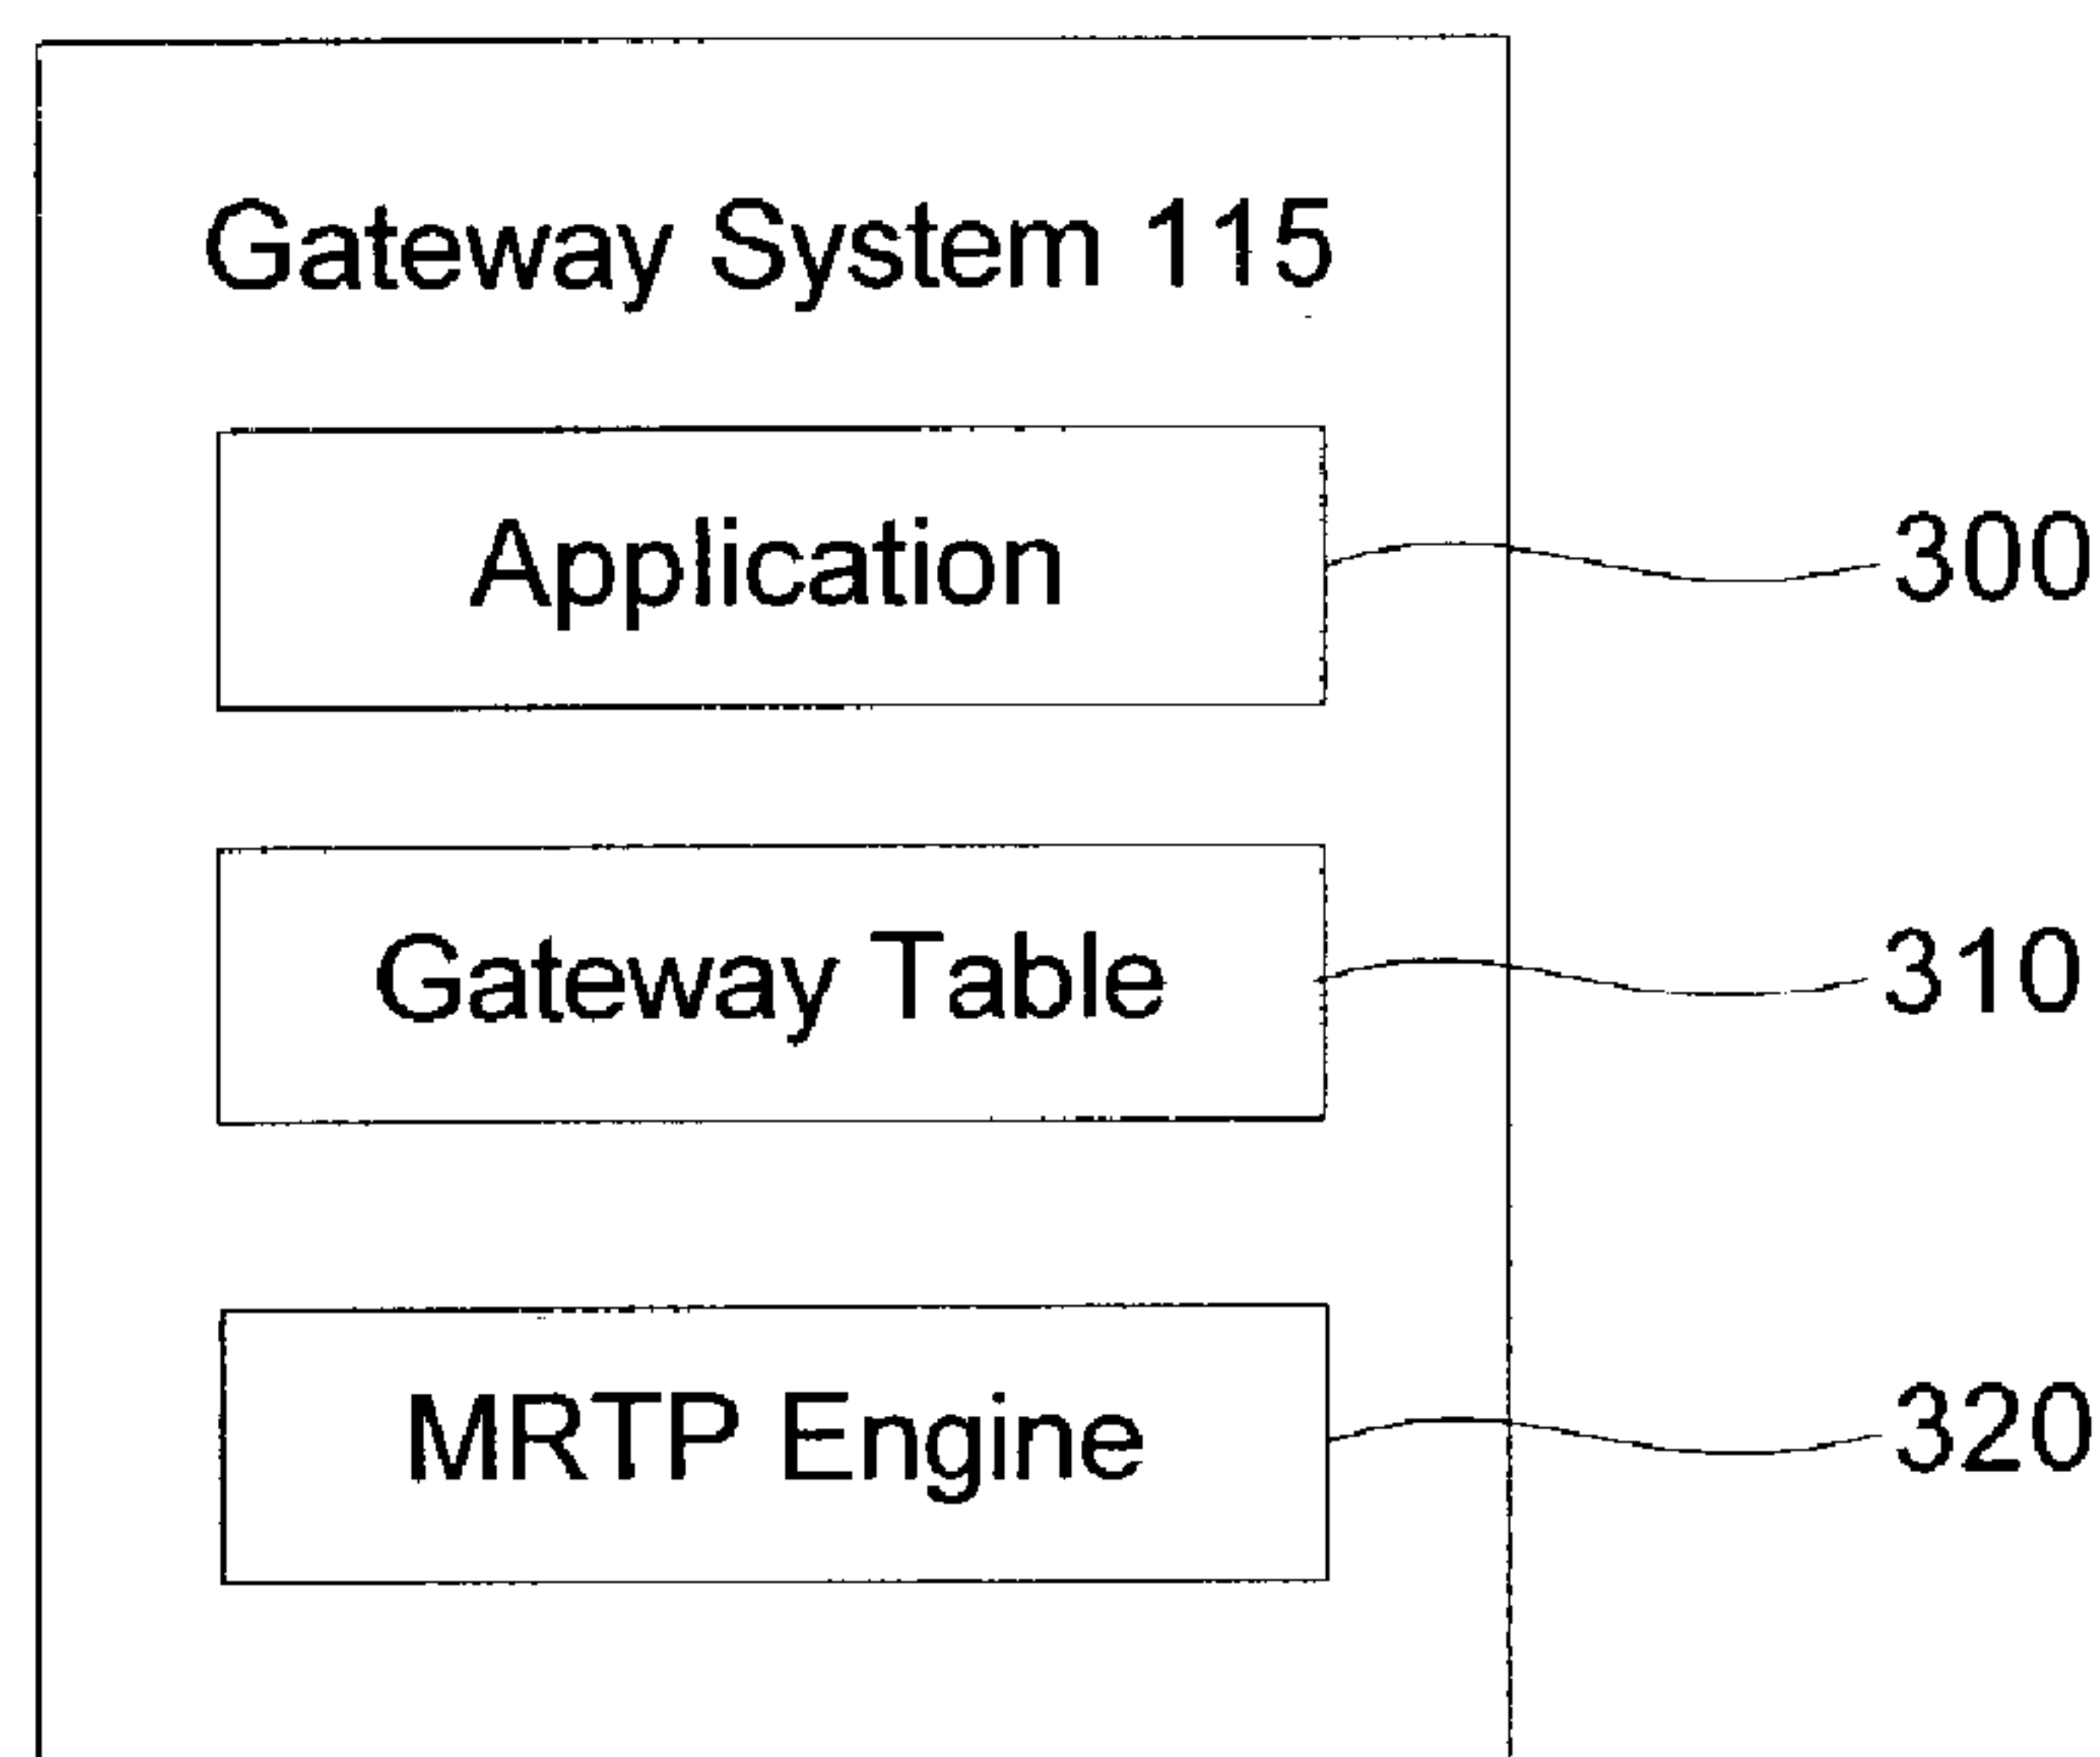 Gateway System 115
Application
300
Gateway Table
310
MRTP Engine
320